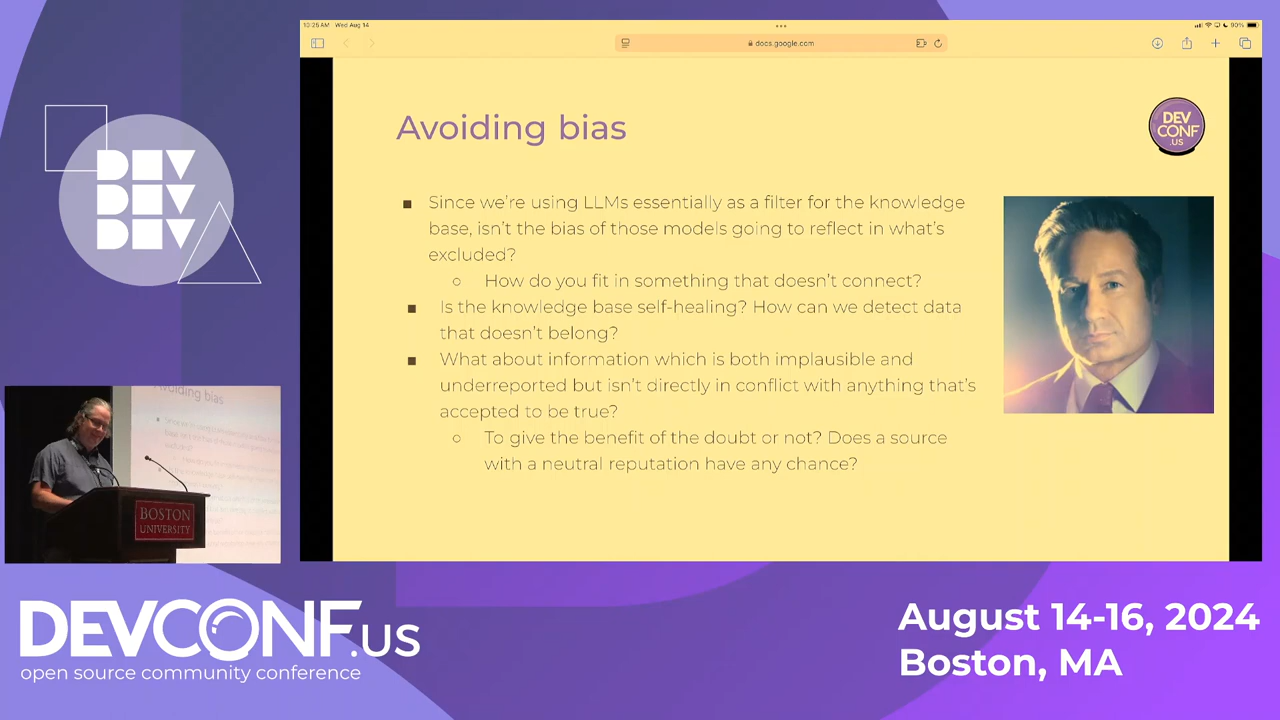 10:25 AM Wed Aug 14
90%
docs.google.com
Avoiding bias
DEV
CONF
.US
■ Since we're using LLMs essentially as a filter for the knowledge
base, isn't the bias of those models going to reflect in what's
excluded?
○ How do you fit in something that doesn't connect?
■ Is the knowledge base self-healing? How can we detect data
that doesn't belong?
■ What about information which is both implausible and
underreported but isn't directly in conflict with anything that's
accepted to be true?
○ To give the benefit of the doubt or not? Does a source
with a neutral reputation have any chance?
DEV
DEV
DEV
Avoiding bias
BOSTON
UNIVERSITY
DEVCONF.US
open source community conference
August 14-16, 2024
Boston, MA